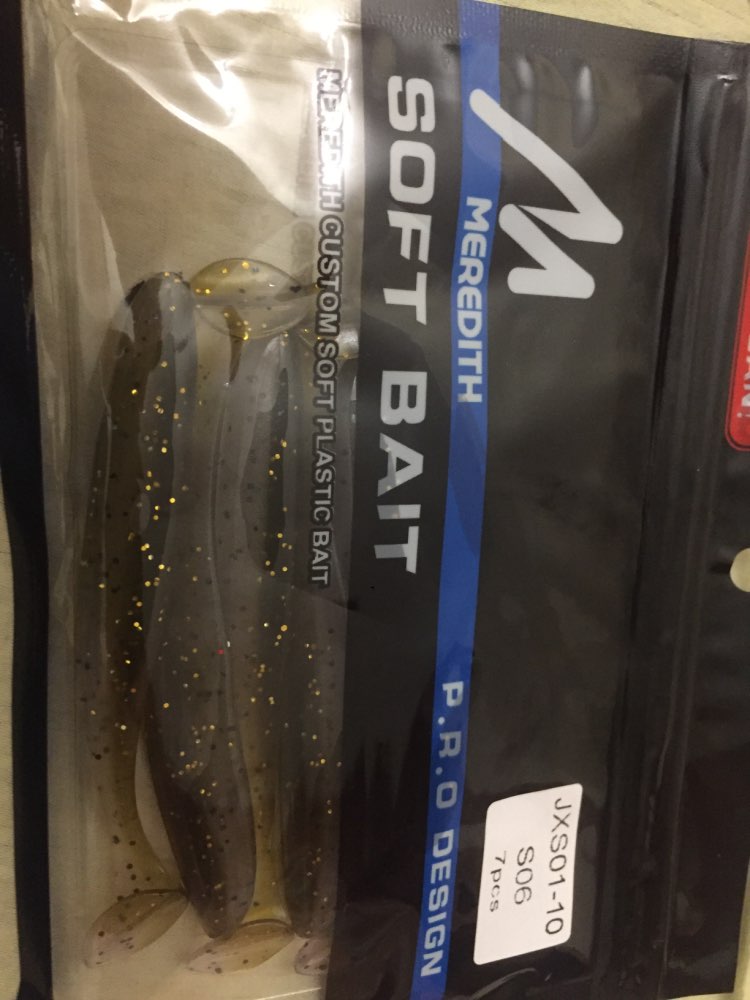 MEREDITH
P.R.O DESIGN
SOFT BAIT
MEREDITH CUSTOM SOFT PLASTIC BAIT
JXS01-10
S06
7pcs